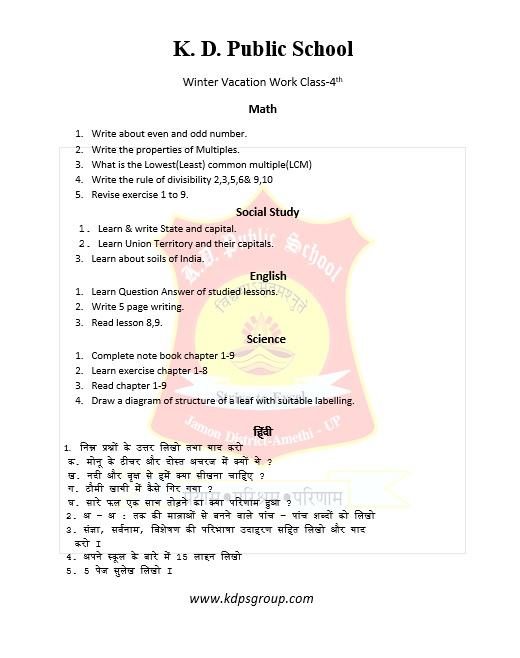 K. D. Public School
Winter Vacation Work Class-4th
Math
1. Write about even and odd number.
2. Write the properties of Multiples.
3. What is the Lowest(Least) common multiple(LCM)
4. Write the rule of divisibility 2,3,5,6& 9,10
5. Revise exercise 1 to 9.
Social Study
1. Learn & write State and capital.
2. Learn Union Territory and their capitals.
3. Learn about soils of India.
K.D. Public School
English
1. Learn Question Answer of studied lessons.
2. Write 5 page writing.
3. Read lesson 8,9.
Science
1. Complete note book chapter 1-9
2. Learn exercise chapter 1-8
3. Read chapter 1-9
4. Draw a diagram of structure of a leaf with suitable labelling.
Jamon District-Amethi - UP
हिंदी
1. निम्न प्रश्नों के उत्तर लिखो तथा याद करो
क. मोनू के टीचर और दोस्त अचरज में क्यों थे ?
ख. नदी और वृक्ष से हमें क्या सीखना चाहिए ?
ग. टौमी खायी में कैसे गिर गया ?
घ. सारे फल एक साथ तोड़ने का क्या परिणाम हुआ ?
परिणाम
2. अ - अः तक की मात्राओं से बनने वाले पांच - पांच शब्दों को लिखो
3. संज्ञा, सर्वनाम, विशेषण की परिभाषा उदाहरण सहित लिखो और याद
करो I
4. अपने स्कूल के बारे में 15 लाइन लिखो
5. 5 पेज सुलेख लिखो I
www.kdpsgroup.com